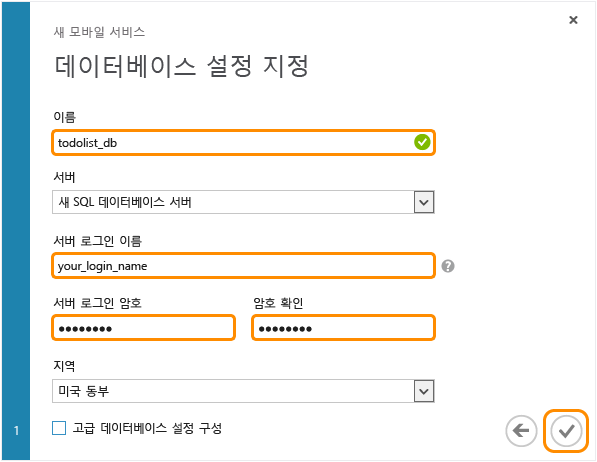 새 모바일 서비스
데이터베이스 설정 지정
이름
todolist_db
서버
새 SQL 데이터베이스 서버
서버 로그인 이름
your_login_name
?
서버 로그인 암호 암호 확인
●●●●●●●● ●●●●●●●●
지역
미국 동부
고급 데이터베이스 설정 구성
1